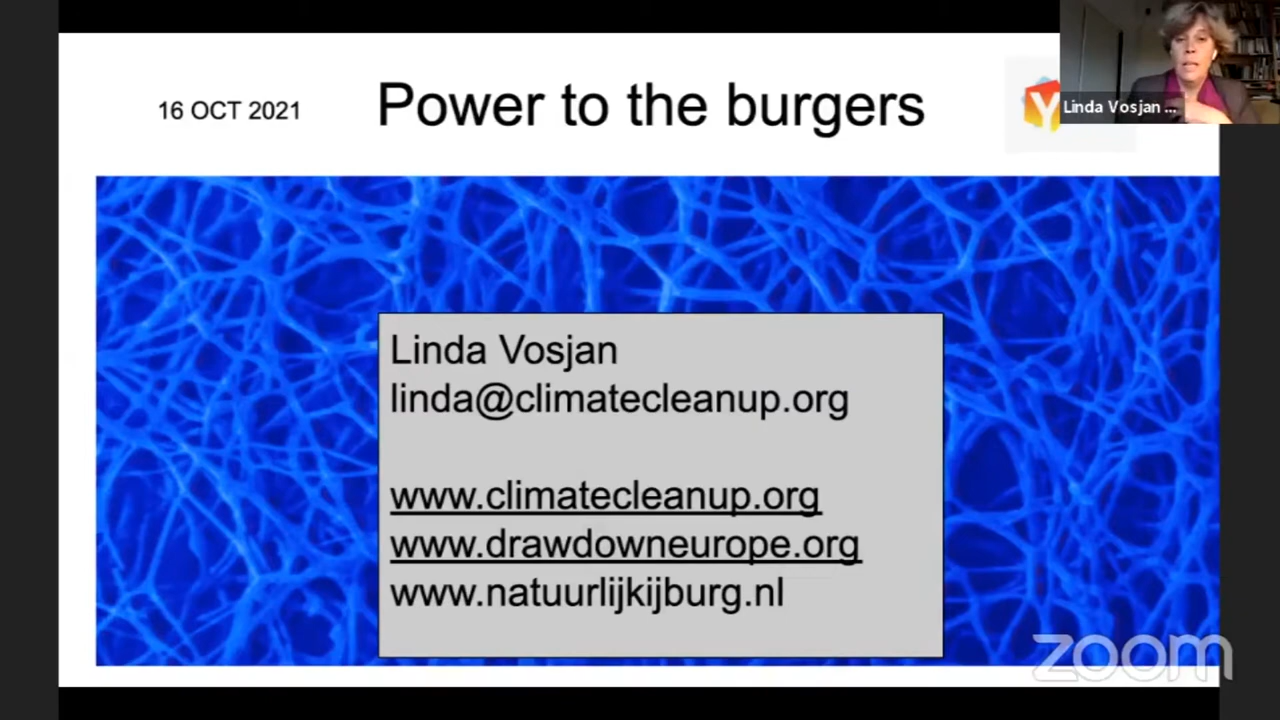 16 OCT 2021
Power to the burgers
Y
Linda Vosjan ...
Linda Vosjan
linda@climatecleanup.org
www.climatecleanup.org
www.drawdowneurope.org
www.natuurlijkijburg.nl
zoom